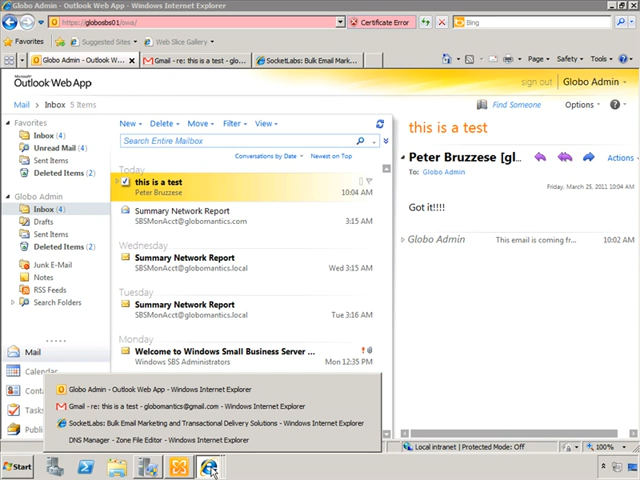 Globo Admin - Outlook Web App - Windows Internet Explorer
https://globosbs01/owa/
Certificate Error
Bing
Favorites
Suggested Sites
Web Slice Gallery
Globo Admin - Outlook Web A...
Gmail - re: this is a test - glo...
SocketLabs: Bulk Email Mark...
Page
Safety
Tools
Microsoft
Outlook Web App
sign out
Globo Admin
Mail
Inbox 5 Items
Find Someone
Options
Favorites
Inbox (4)
Unread Mail (4)
Sent Items
Deleted Items (2)
Globo Admin
Inbox (4)
Drafts
Sent Items
Deleted Items (2)
Junk E-Mail
Notes
RSS Feeds
Search Folders
Mail
Calendar
Cont
Tasks
Publi
New
Delete
Move
Filter
View
Search Entire Mailbox
Conversations by Date
Newest on Top
Today
this is a test
Peter Bruzzese
10:04 AM
Summary Network Report
SBSMonAcct@globomantics.com
3:15 AM
Wednesday
Summary Network Report
SBSMonAcct@globomantics.local
Wed 3:15 AM
Tuesday
Summary Network Report
SBSMonAcct@globomantics.local
Tue 3:16 AM
Monday
Welcome to Windows Small Business Server ...
Windows SBS Administrators
Mon 12:35 PM
this is a test
Peter Bruzzese [gl
Actions
To: Globo Admin
Friday, March 25, 2011 10:04 AM
Got it!!!!
Globo Admin
This email is coming fr...
10:02 AM
Globo Admin - Outlook Web App - Windows Internet Explorer
Gmail - re: this is a test - globomantics@gmail.com - Windows Internet Explorer
SocketLabs: Bulk Email Marketing and Transactional Delivery Solutions - Windows Internet Explorer
DNS Manager - Zone File Editor - Windows Internet Explorer
Local intranet | Protected Mode: Off
100%
Start